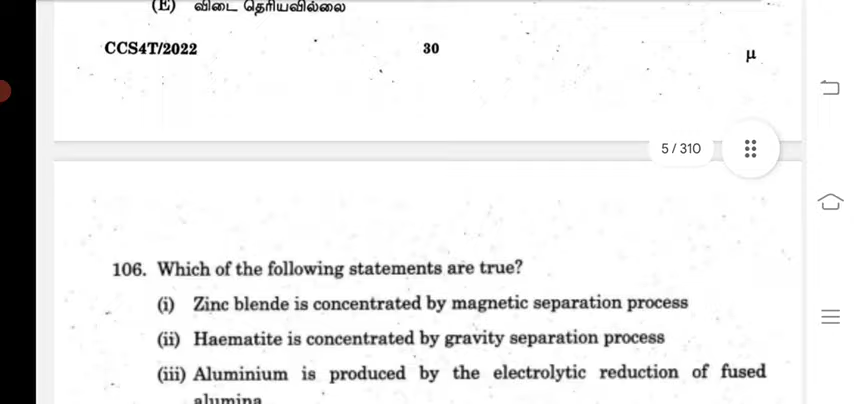 (E) விடை தெரியவில்லை
CCS4T/2022 30 µ
5 / 310
106. Which of the following statements are true?
(i) Zinc blende is concentrated by magnetic separation process
(ii) Haematite is concentrated by gravity separation process
(iii) Aluminium is produced by the electrolytic reduction of fused
alumina